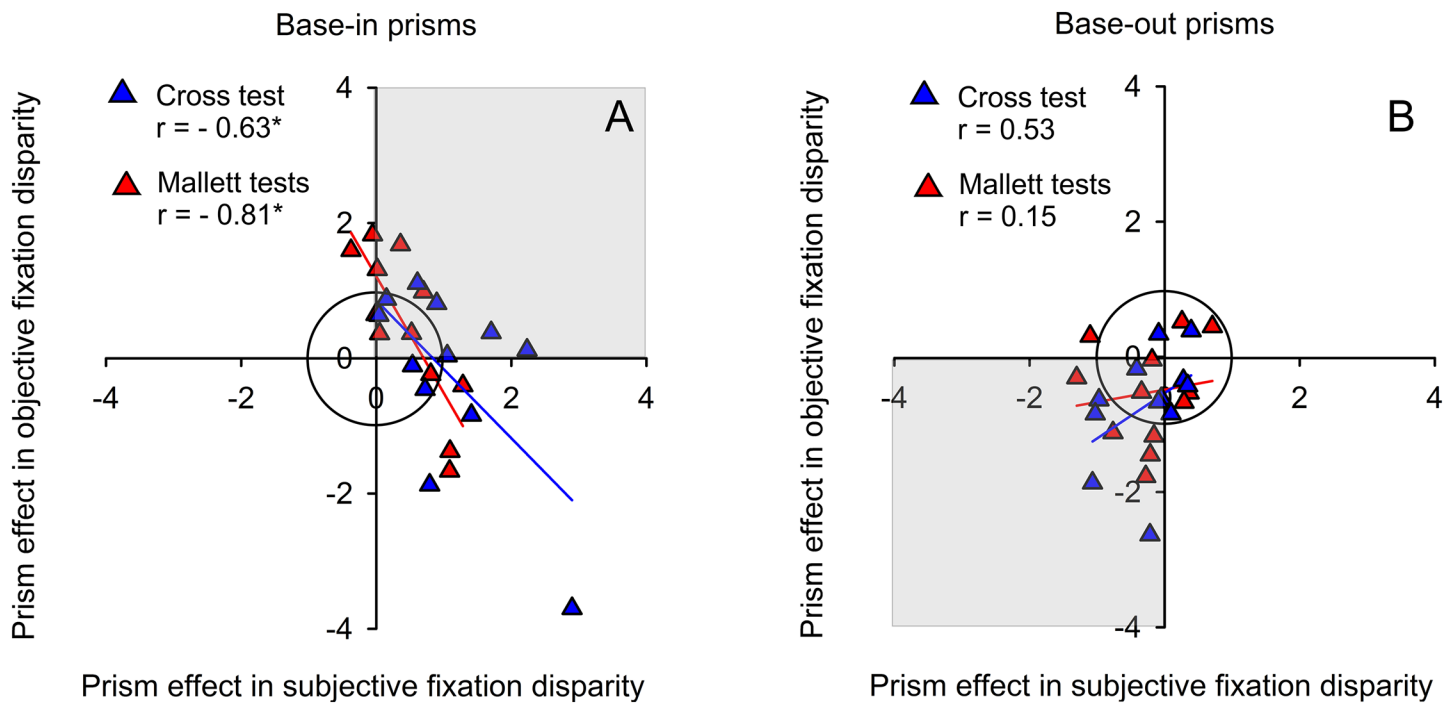 Base-in prisms
Cross test
r = - 0.63*
Mallett tests
r = - 0.81*
A
4
2
0
-2
-4
-4
-2
0
2
4
Prism effect in objective fixation disparity
Prism effect in subjective fixation disparity
Base-out prisms
Cross test
r = 0.53
Mallett tests
r = 0.15
B
4
2
0
-2
-4
-4
-2
2
4
Prism effect in objective fixation disparity
Prism effect in subjective fixation disparity